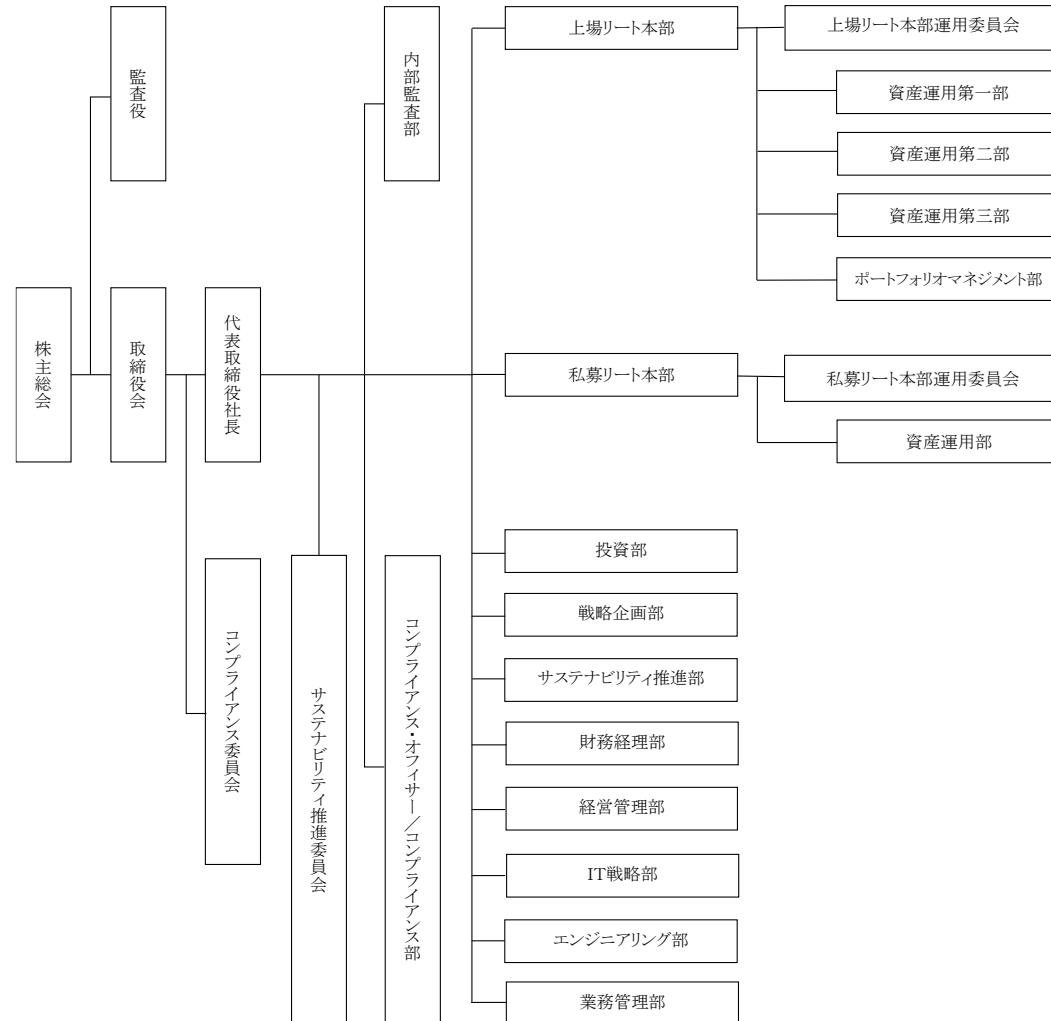 株主総会
監査役
取締役会
代表取締役社長
コンプライアンス委員会
サステナビリティ推進委員会
内部監査部
コンプライアンス・オフィサー／コンプライアンス部
上場リート本部
上場リート本部運用委員会
資産運用第一部
資産運用第二部
資産運用第三部
ポートフォリオマネジメント部
私募リート本部
私募リート本部運用委員会
資産運用部
投資部
戦略企画部
サステナビリティ推進部
財務経理部
経営管理部
IT戦略部
エンジニアリング部
業務管理部